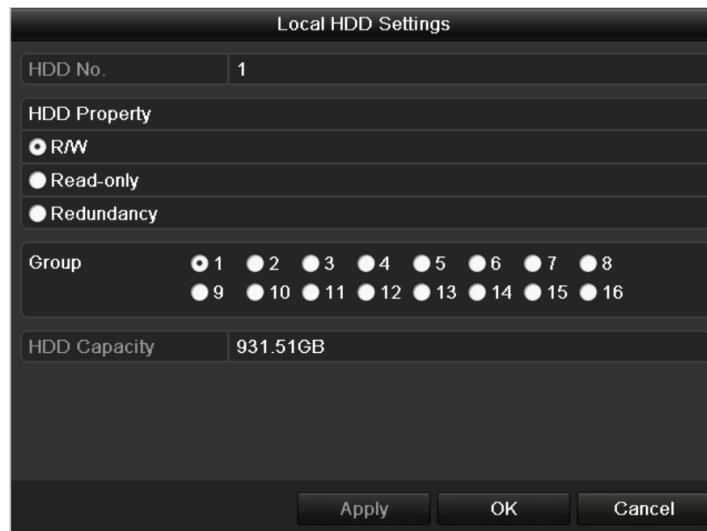 Local HDD Settings
HDD No. 1
HDD Property
R/W
Read-only
Redundancy
Group 1 2 3 4 5 6 7 8
9 10 11 12 13 14 15 16
HDD Capacity 931.51GB
Apply OK Cancel